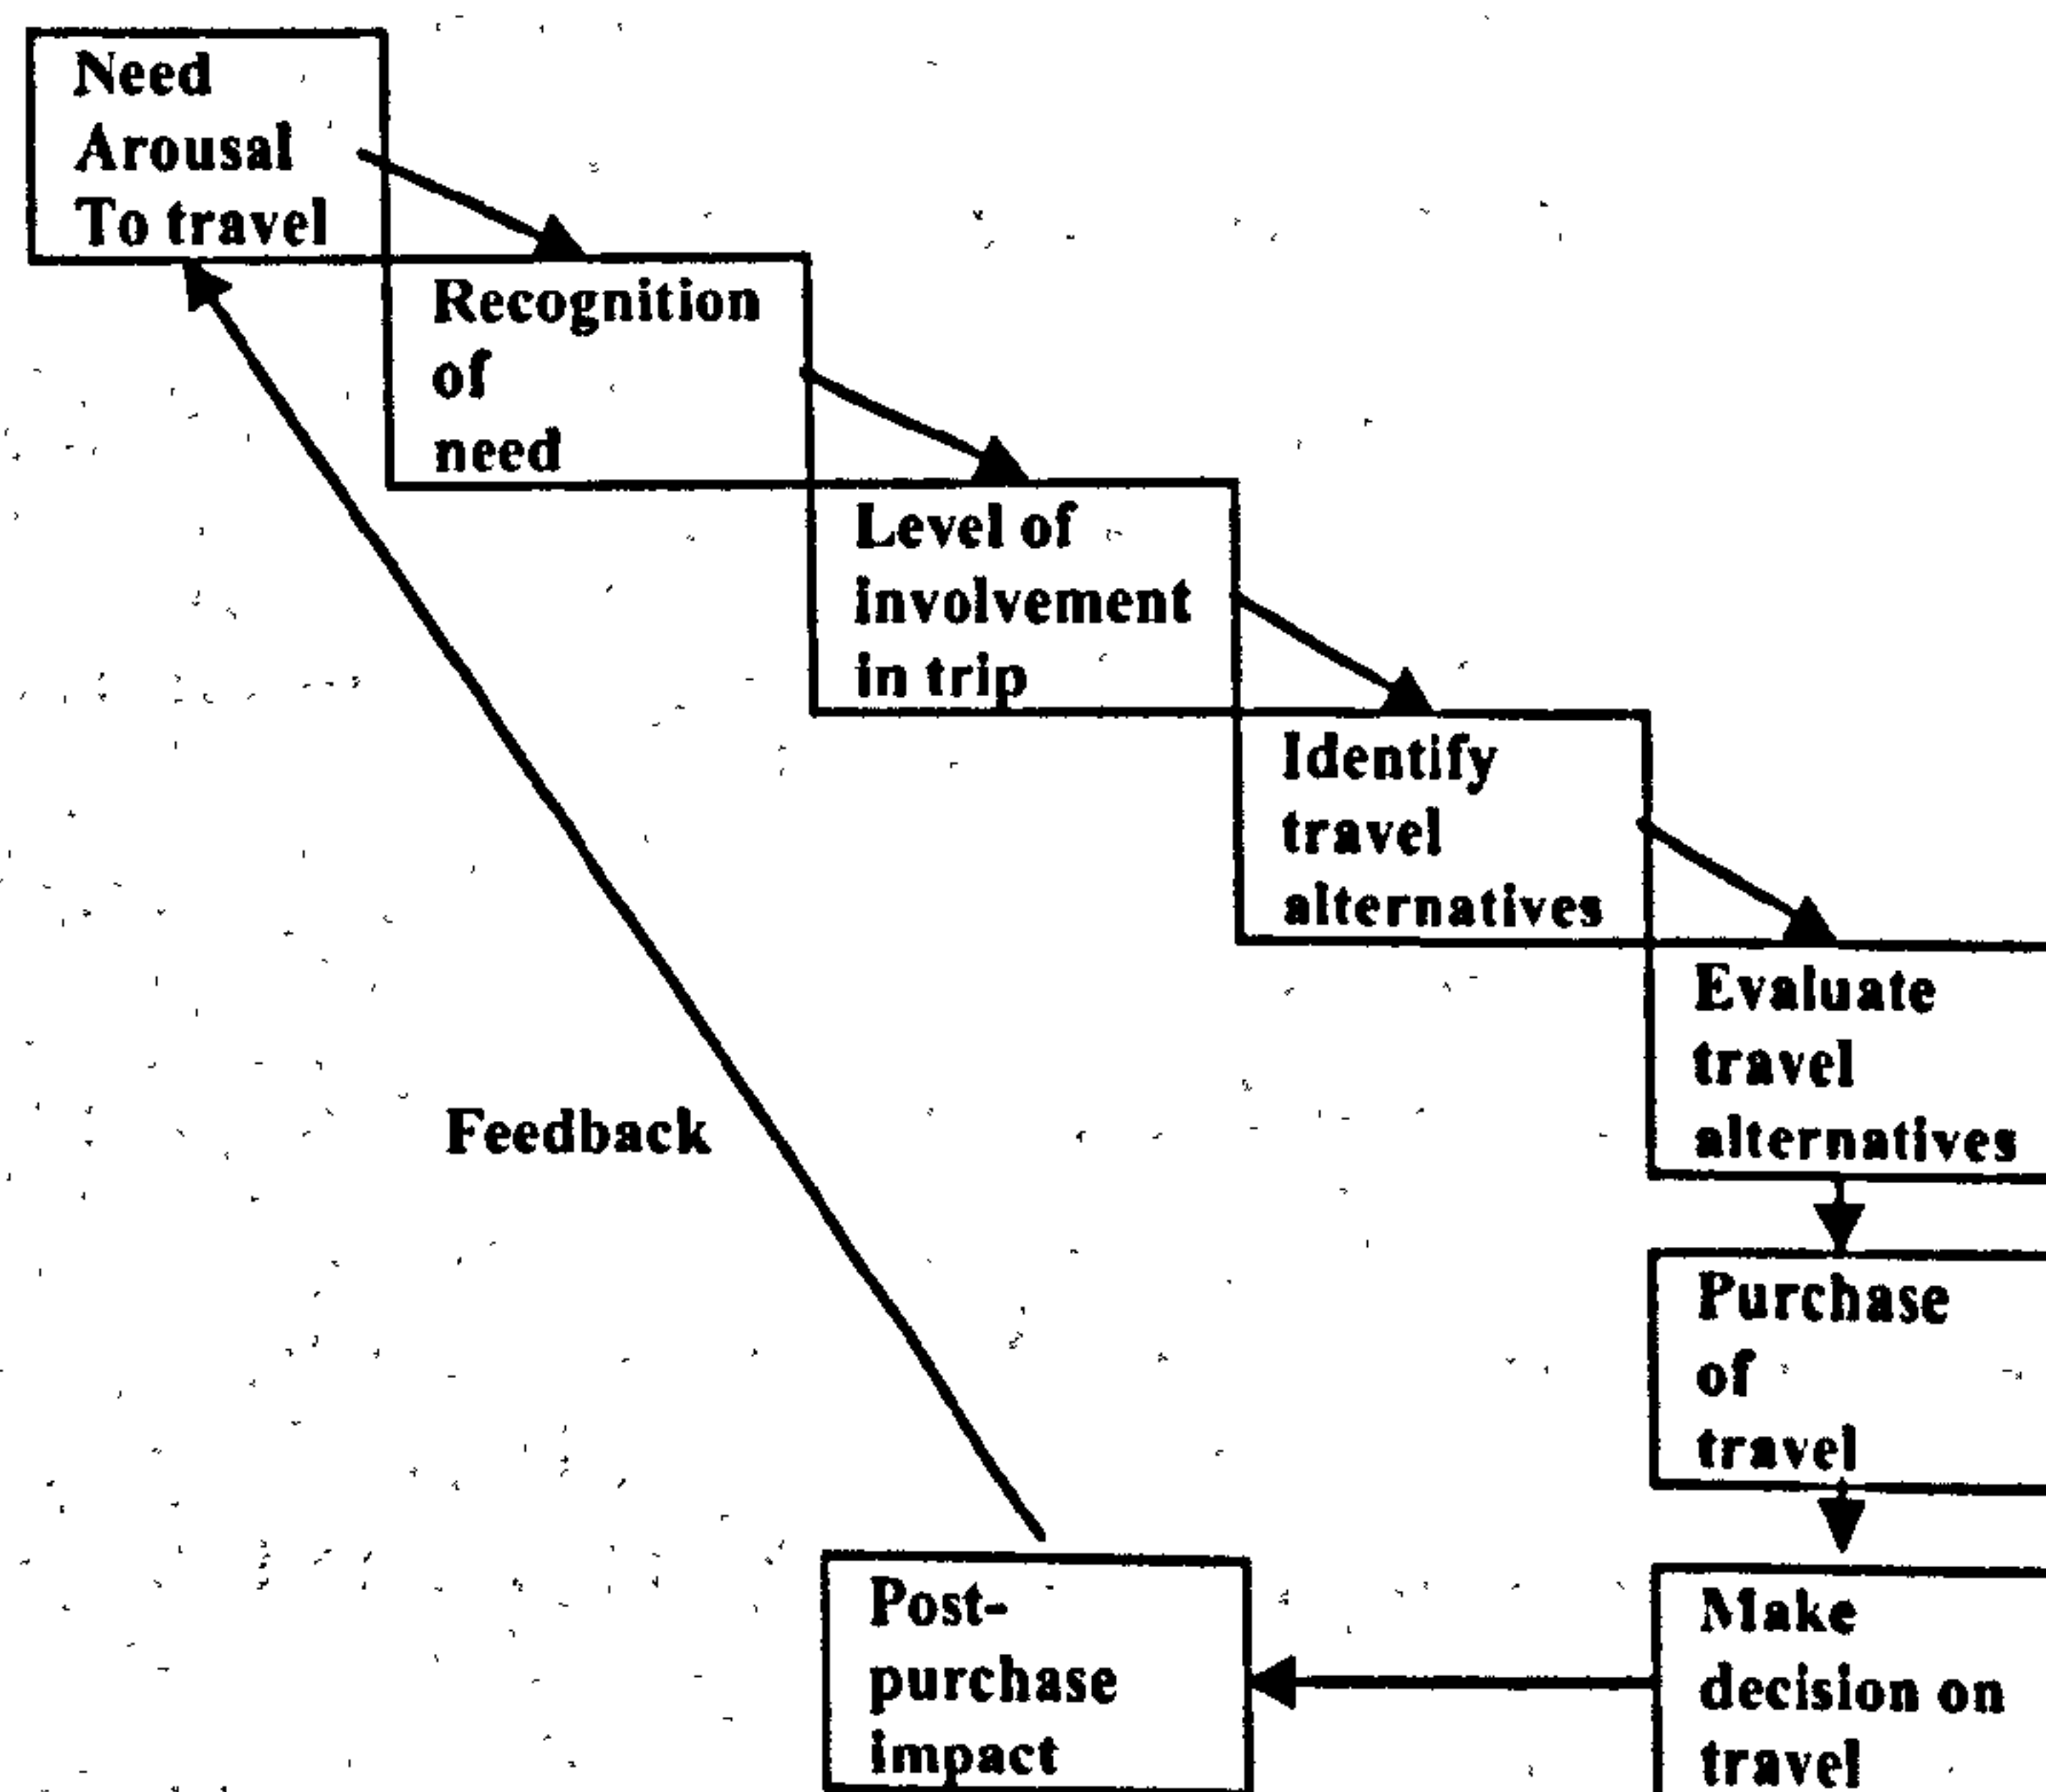 Need
Arousal
To travel
Recognition
of
need
Level of
involvement
in trip
Identify
travel
alternatives
Evaluate
travel
alternatives
Feedback
Purchase
of
travel
Post-
purchase
impact
Make
decision on
travel